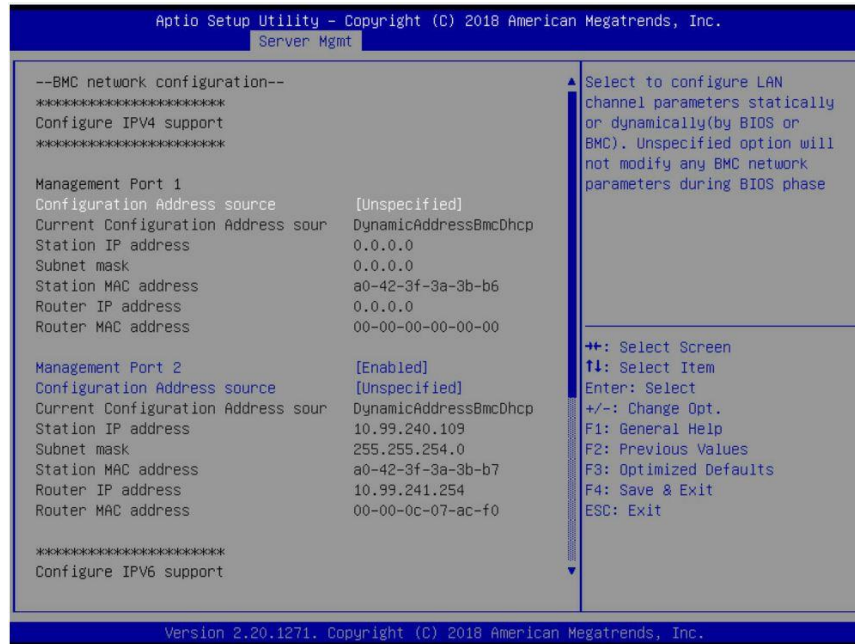 Aptio Setup Utility – Copyright (C) 2018 American Megatrends, Inc.
Server Mgmt
--BMC network configuration--
***********************
Configure IPV4 support
***********************
Management Port 1
Configuration Address source [Unspecified]
Current Configuration Address sour DynamicAddressBmcDhcp
Station IP address 0.0.0.0
Subnet mask 0.0.0.0
Station MAC address a0-42-3f-3a-3b-b6
Router IP address 0.0.0.0
Router MAC address 00-00-00-00-00-00
Management Port 2 [Enabled]
Configuration Address source [Unspecified]
Current Configuration Address sour DynamicAddressBmcDhcp
Station IP address 10.99.240.109
Subnet mask 255.255.254.0
Station MAC address a0-42-3f-3a-3b-b7
Router IP address 10.99.241.254
Router MAC address 00-00-0c-07-ac-f0
***********************
Configure IPV6 support
Select to configure LAN
channel parameters statically
or dynamically(by BIOS or
BMC). Unspecified option will
not modify any BMC network
parameters during BIOS phase
→←: Select Screen
↑↓: Select Item
Enter: Select
+/-: Change Opt.
F1: General Help
F2: Previous Values
F3: Optimized Defaults
F4: Save & Exit
ESC: Exit
Version 2.20.1271. Copyright (C) 2018 American Megatrends, Inc.